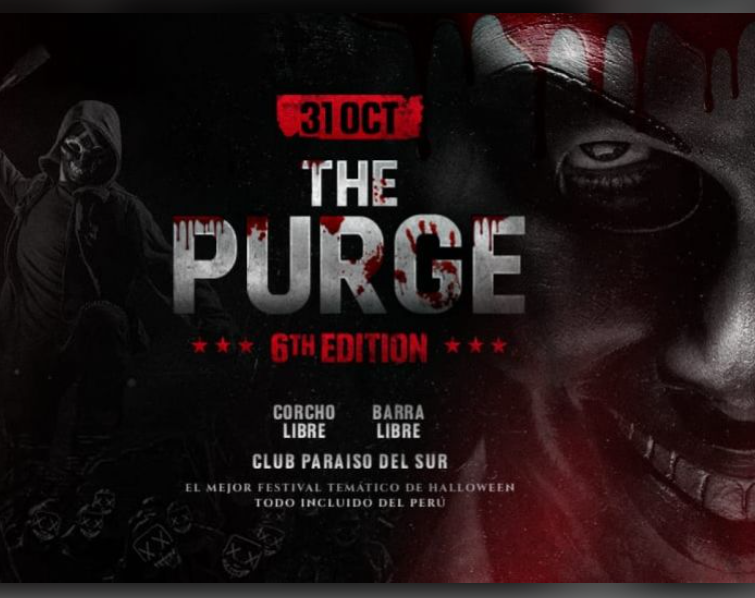 31 OCT
THE
PURGE
6TH EDITION
CORCHO LIBRE
BARRA LIBRE
CLUB PARAISO DEL SUR
EL MEJOR FESTIVAL TEMÁTICO DE HALLOWEEN
TODO INCLUIDO DEL PERÚ